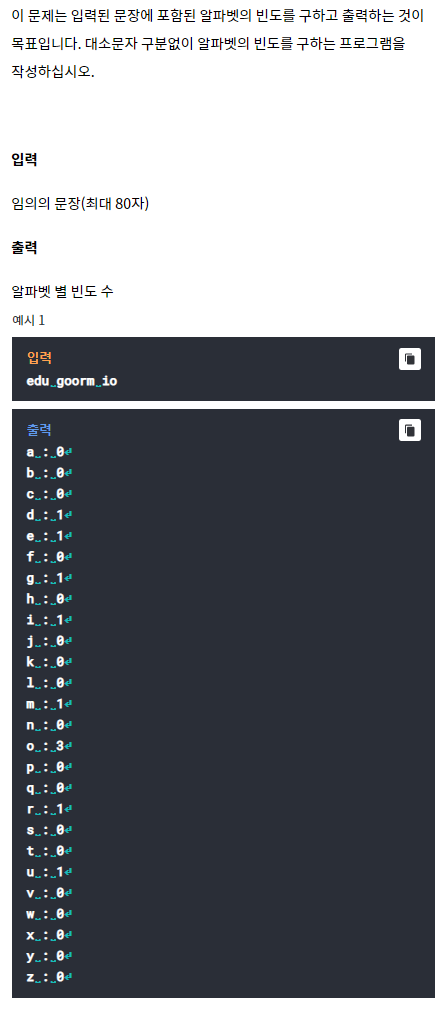 이 문제는 입력된 문장에 포함된 알파벳의 빈도를 구하고 출력하는 것이
목표입니다. 대소문자 구분없이 알파벳의 빈도를 구하는 프로그램을
작성하십시오.
입력
임의의 문장(최대 80자)
출력
알파벳 별 빈도 수
예시 1
입력
edu˽goorm˽io
출력
a˽:˽0↵
b˽:˽0↵
c˽:˽0↵
d˽:˽1↵
e˽:˽1↵
f˽:˽0↵
g˽:˽1↵
h˽:˽0↵
i˽:˽1↵
j˽:˽0↵
k˽:˽0↵
l˽:˽0↵
m˽:˽1↵
n˽:˽0↵
o˽:˽3↵
p˽:˽0↵
q˽:˽0↵
r˽:˽1↵
s˽:˽0↵
t˽:˽0↵
u˽:˽1↵
v˽:˽0↵
w˽:˽0↵
x˽:˽0↵
y˽:˽0↵
z˽:˽0↵